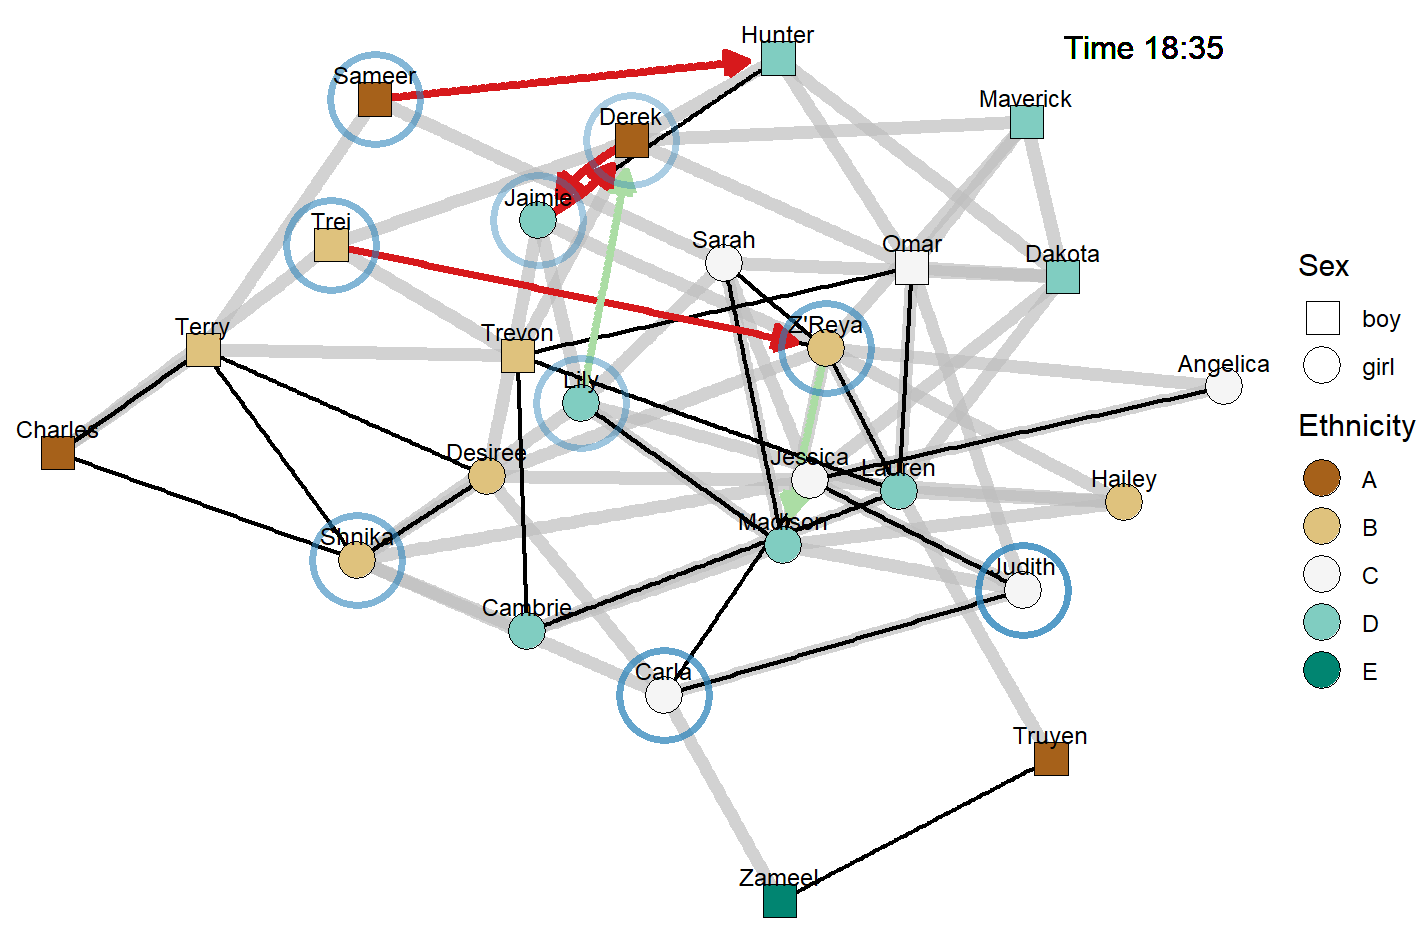 Hunter
Time 18:35
Sameer
Maverick
Derek
Jaimie
Trei
Sarah
Omar
Dakota
Sex
boy
girl
Terry
Trevon
Z'Reya
Angelica
Lily
Ethnicity
Charles
Desiree
Jessica
Lauren
Hailey
A
B
C
D
E
Madison
Shnika
Judith
Cambrie
Carla
Truyen
Zameel